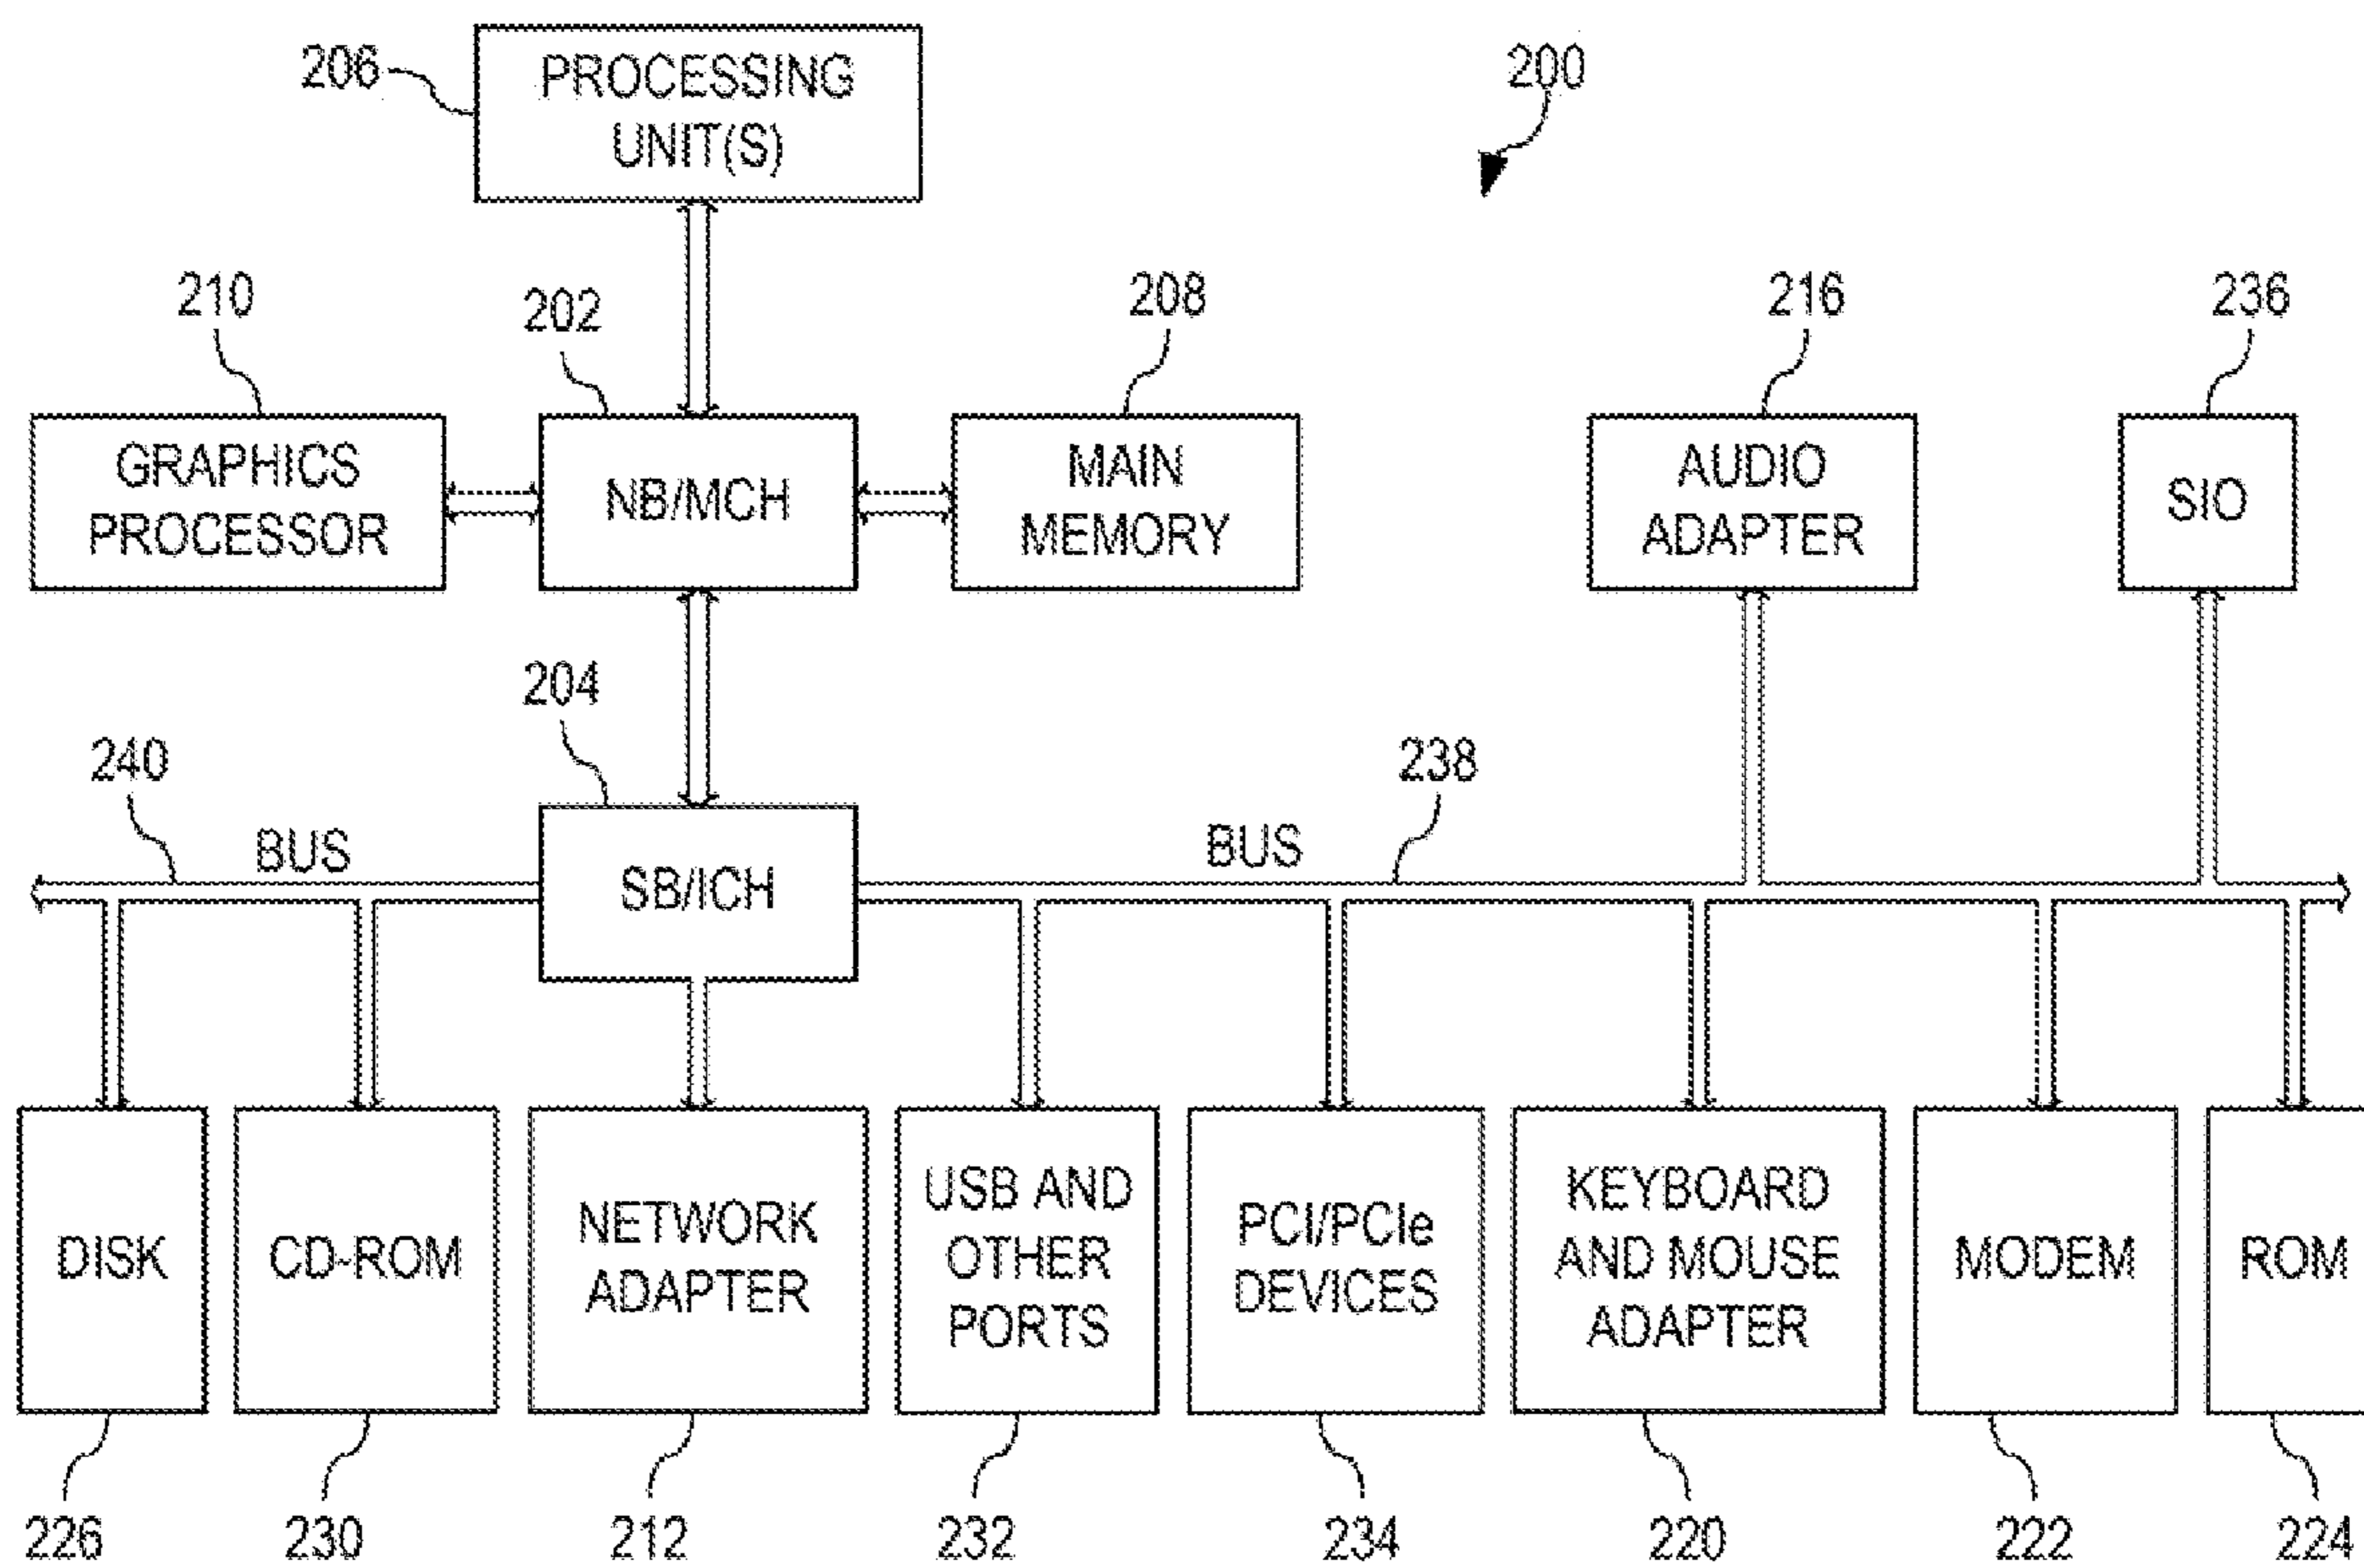 206
PROCESSING
UNIT(S)
200
210
202
208
216
236
GRAPHICS
PROCESSOR
NB/MCH
MAIN
MEMORY
AUDIO
ADAPTER
SIO
204
240
238
BUS
BUS
SB/ICH
DISK
CD-ROM
NETWORK
ADAPTER
USB AND
OTHER
PORTS
PCI/PCIe
DEVICES
KEYBOARD
AND MOUSE
ADAPTER
MODEM
ROM
226
230
212
232
234
220
222
224